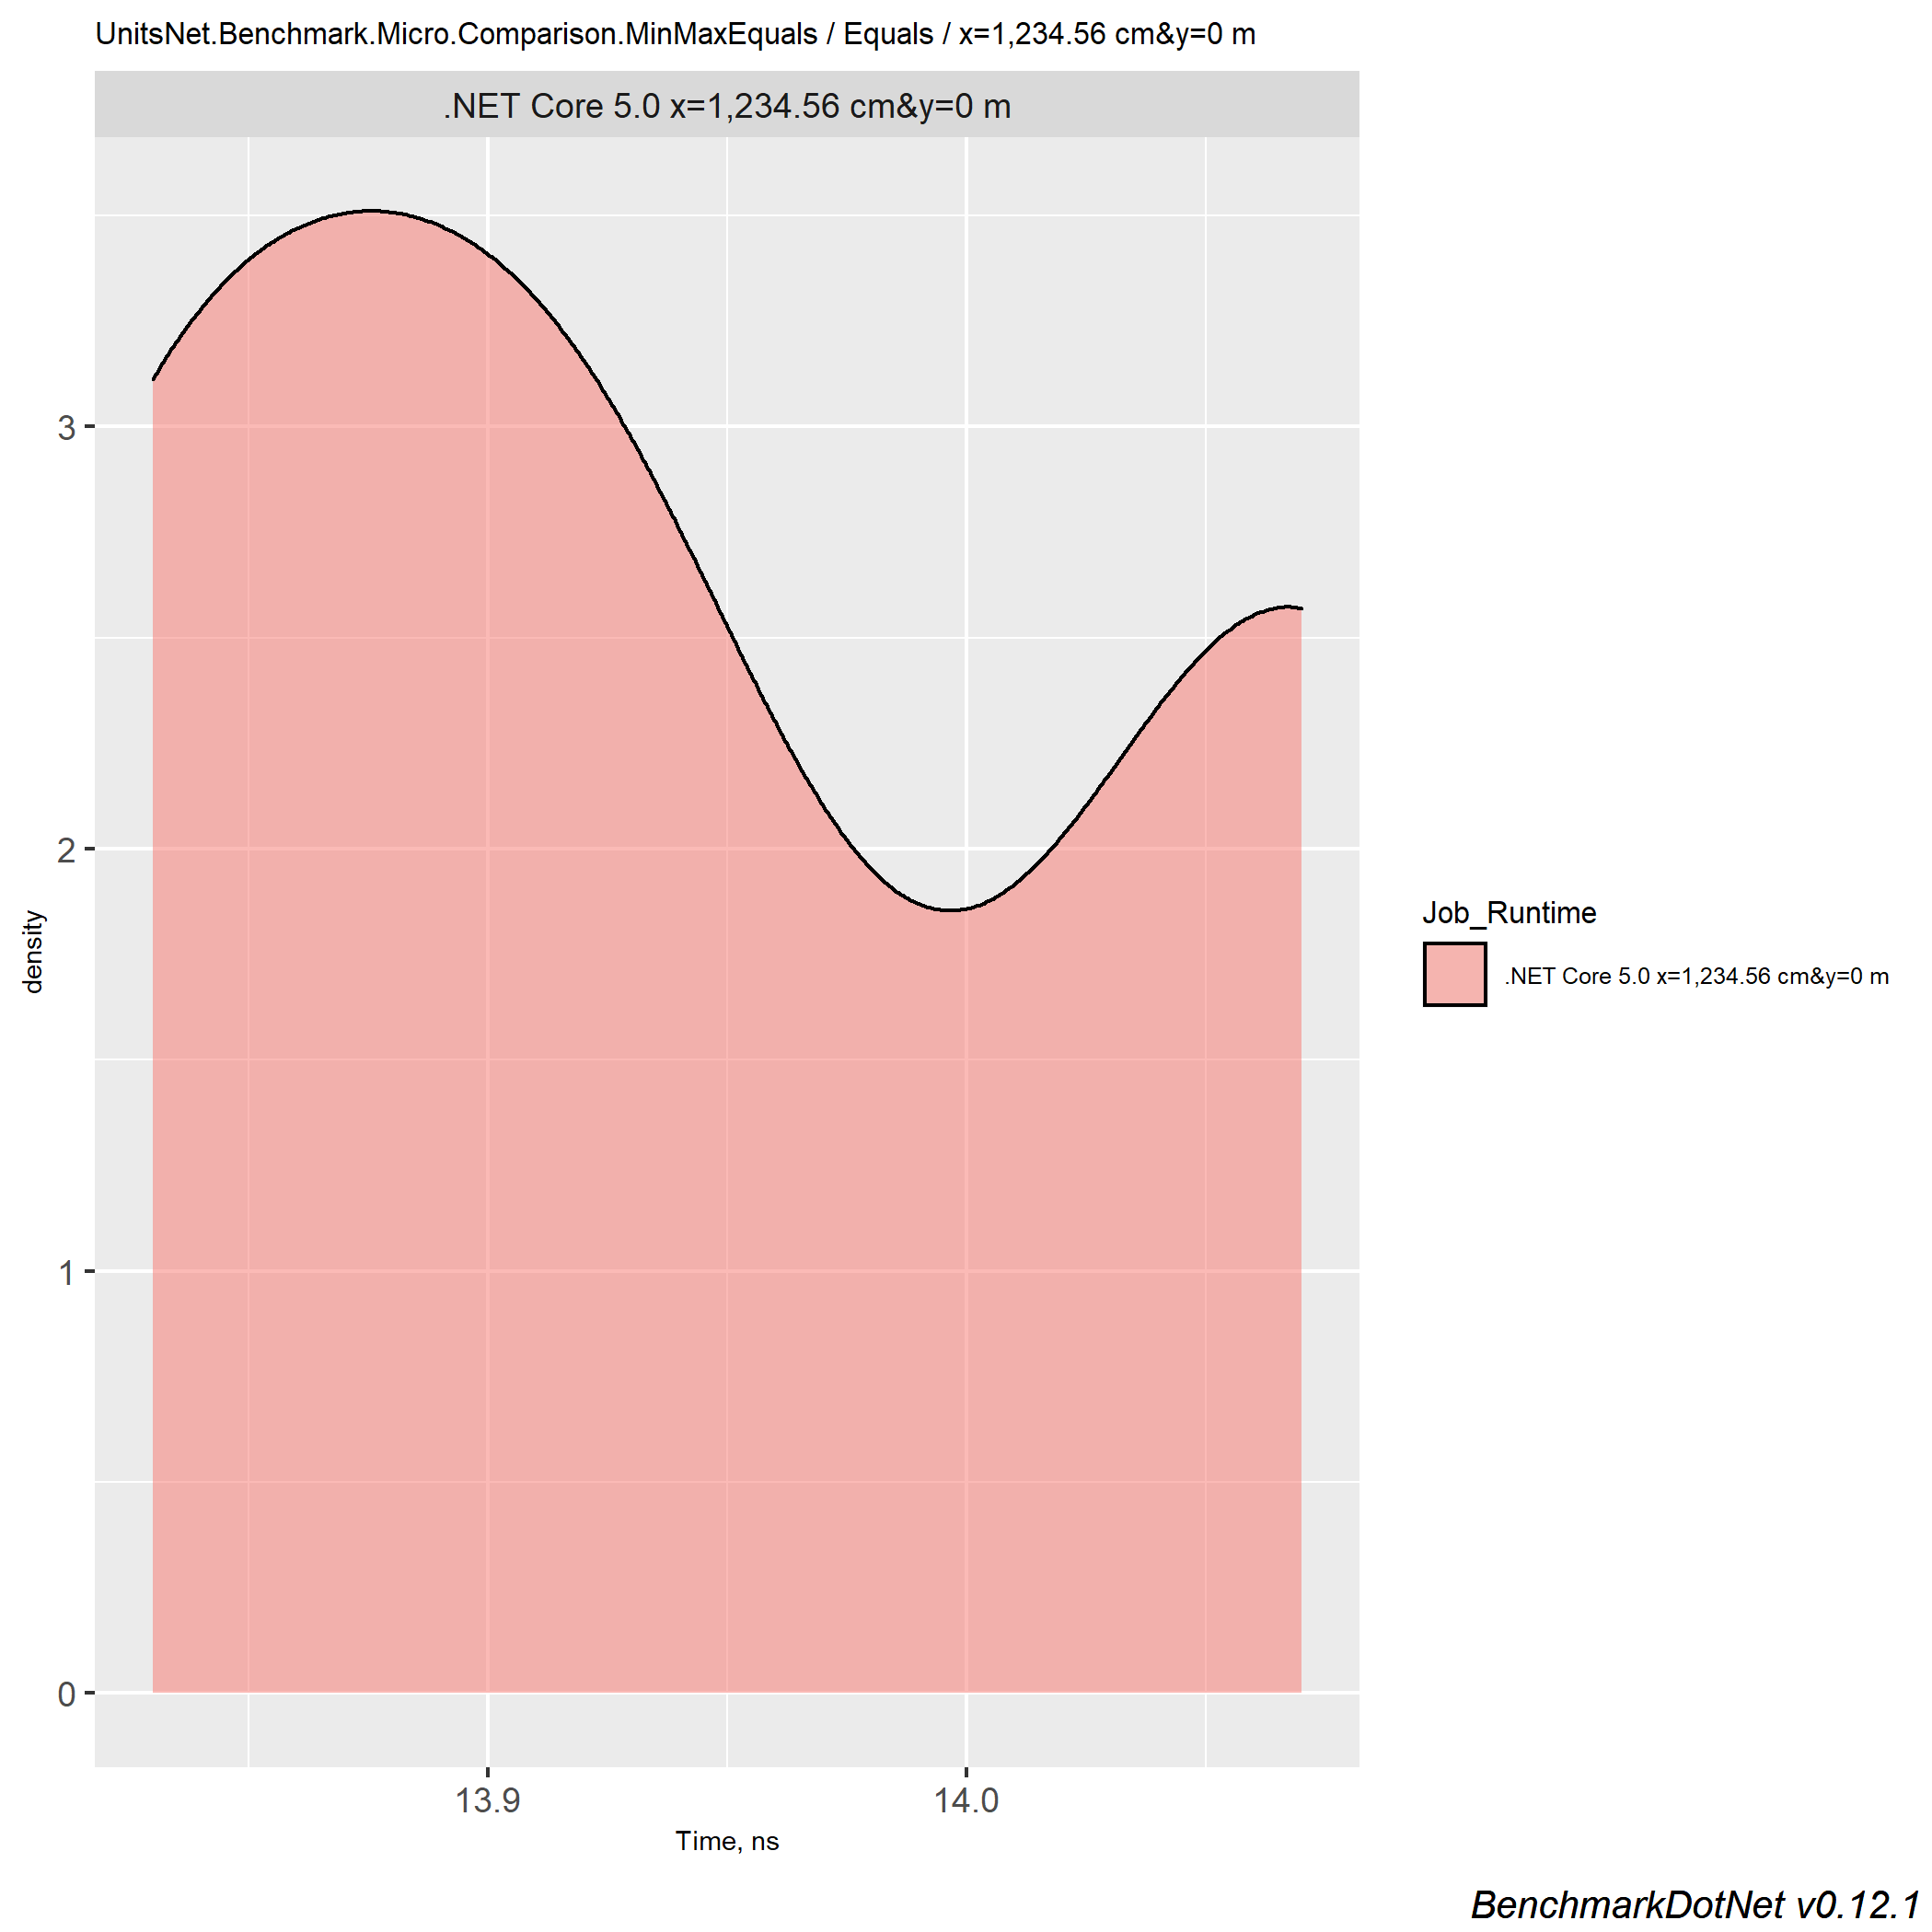 UnitsNet.Benchmark.Micro.Comparison.MinMaxEquals / Equals / x=1,234.56 cm&y=0 m
.NET Core 5.0 x=1,234.56 cm&y=0 m
3
2
1
0
density
13.9
14.0
Time, ns
Job_Runtime
.NET Core 5.0 x=1,234.56 cm&y=0 m
BenchmarkDotNet v0.12.1